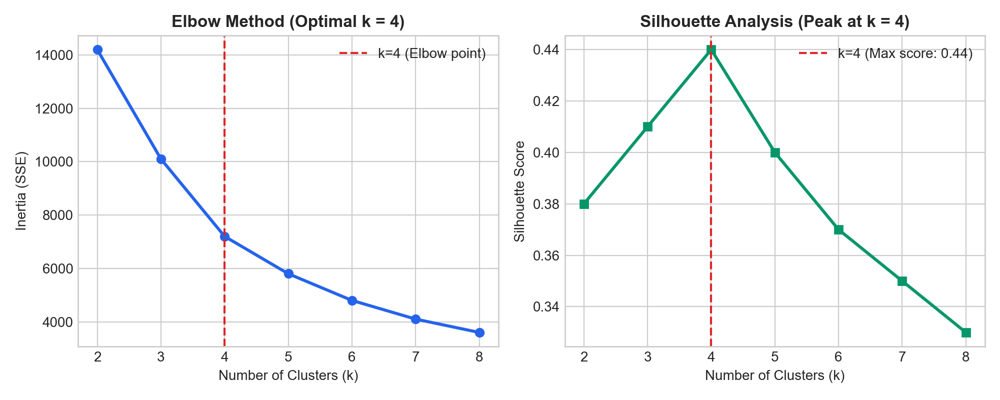 Elbow Method (Optimal k = 4)
k=4 (Elbow point)
14000
12000
10000
8000
6000
4000
Inertia (SSE)
2 3 4 5 6 7 8
Number of Clusters (k)
Silhouette Analysis (Peak at k = 4)
k=4 (Max score: 0.44)
0.44
0.42
0.40
0.38
0.36
0.34
Silhouette Score
2 3 4 5 6 7 8
Number of Clusters (k)